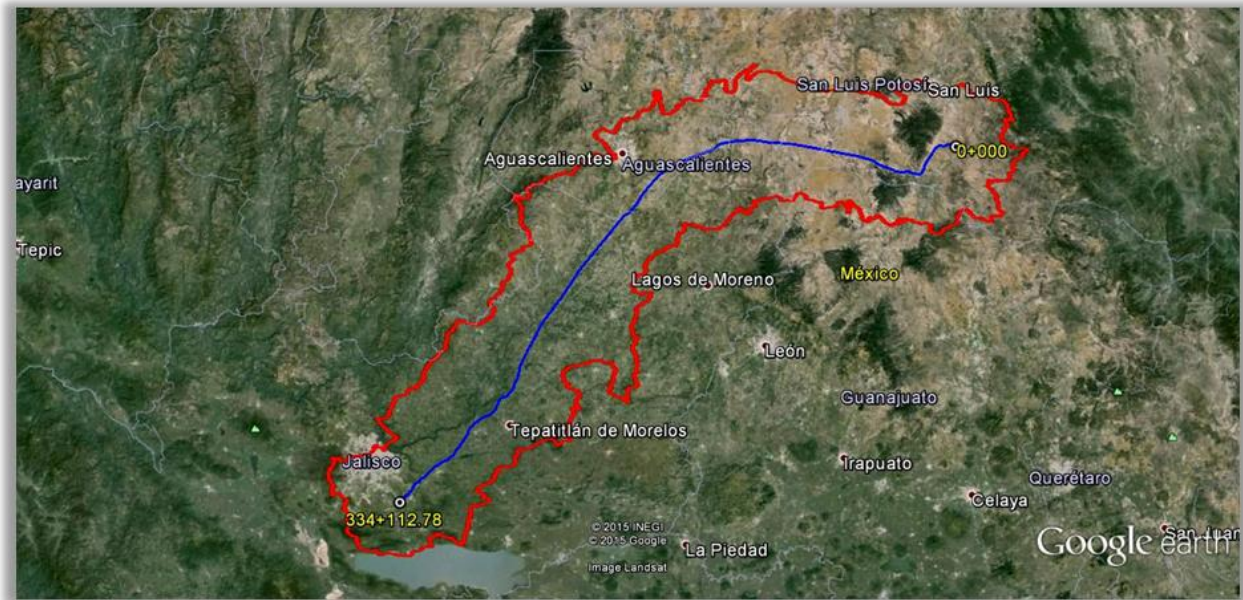 San Luis Potosí
San Luis
0+000
Aguascalientes
Aguascalientes
ayarit
Tepic
Lagos de Moreno
México
León
Guanajuato
Tepatitlán de Morelos
Jalisco
Irapuato
Querétaro
Celaya
334+112.78
© 2015 INEGI
© 2015 Google
Image Landsat
La Piedad
San Juan
Google earth